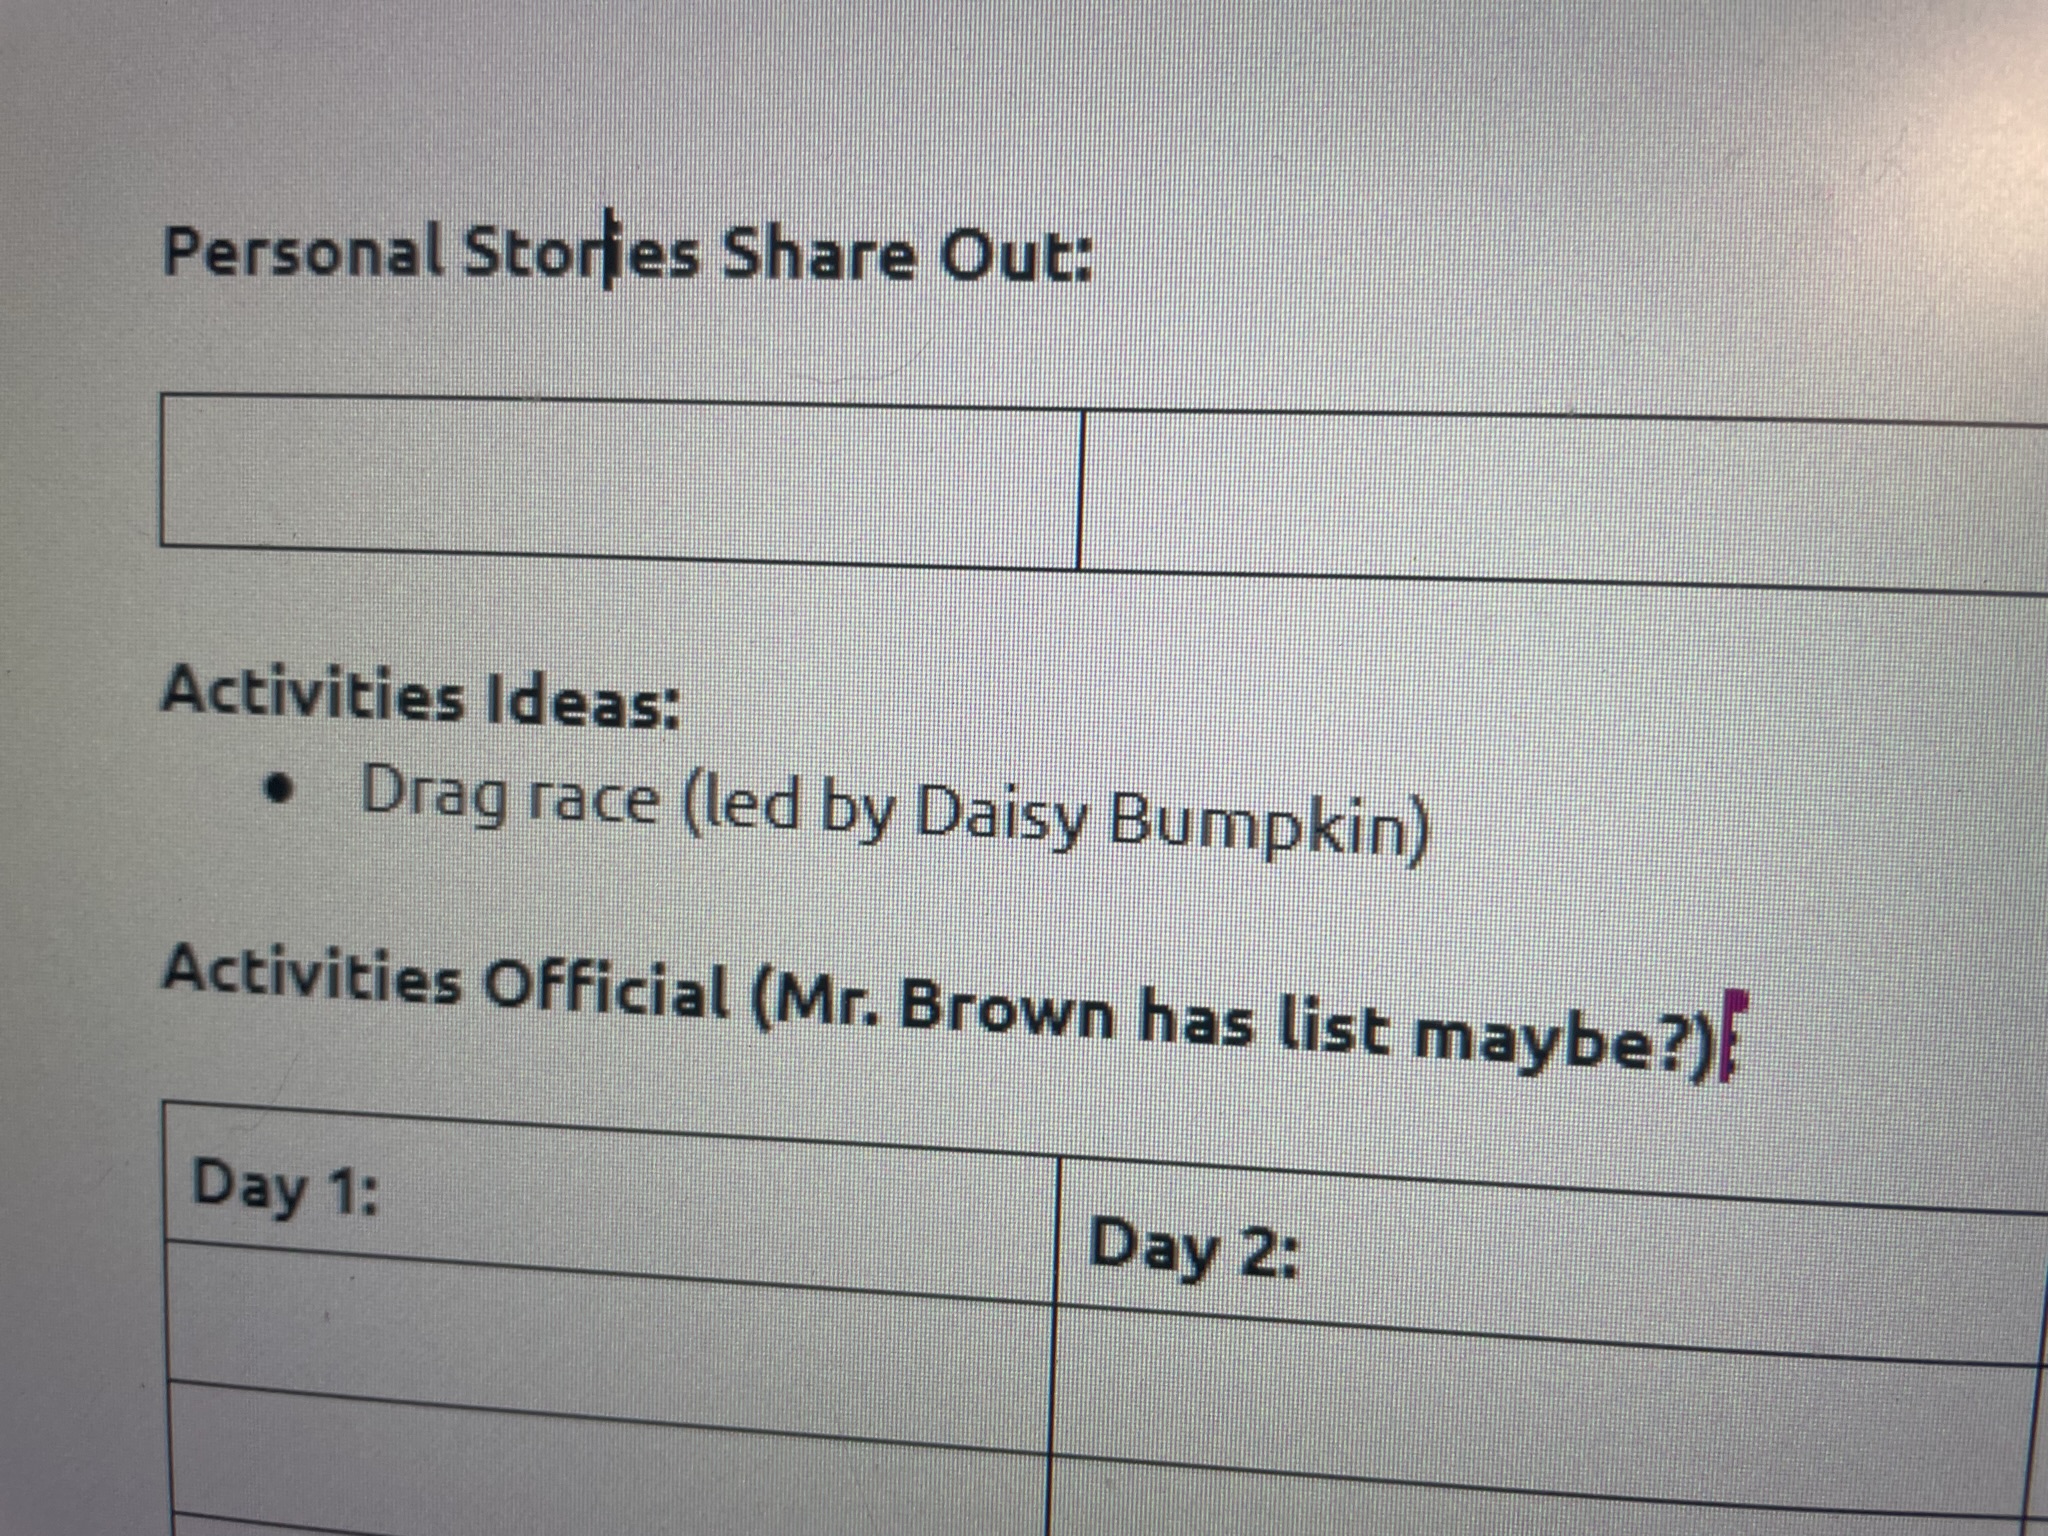 Personal Stories Share Out:
Activities Ideas:
• Drag race (led by Daisy Bumpkin)
Activities Official (Mr. Brown has list maybe?):
Day 1:
Day 2: